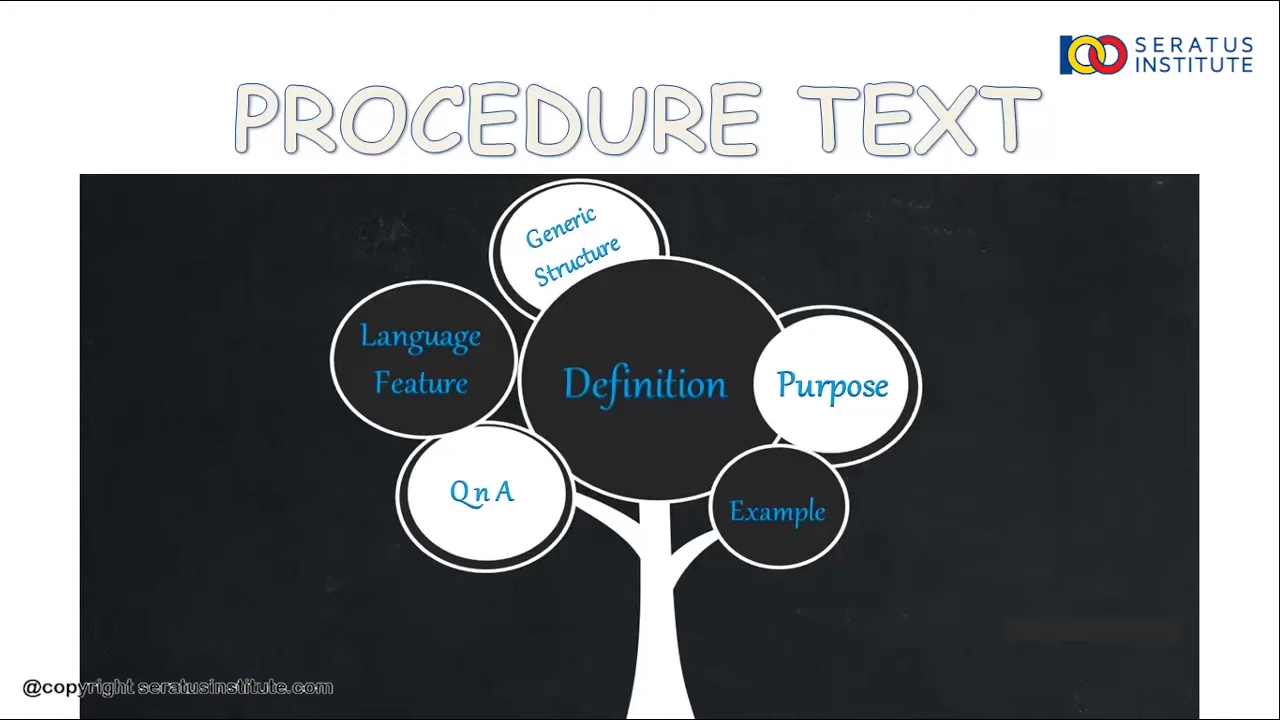 SERATUS
INSTITUTE
PROCEDURE TEXT
Generic
Structure
Language
Feature
Definition
Purpose
Q n A
Example
@copyright seratusinstitute.com